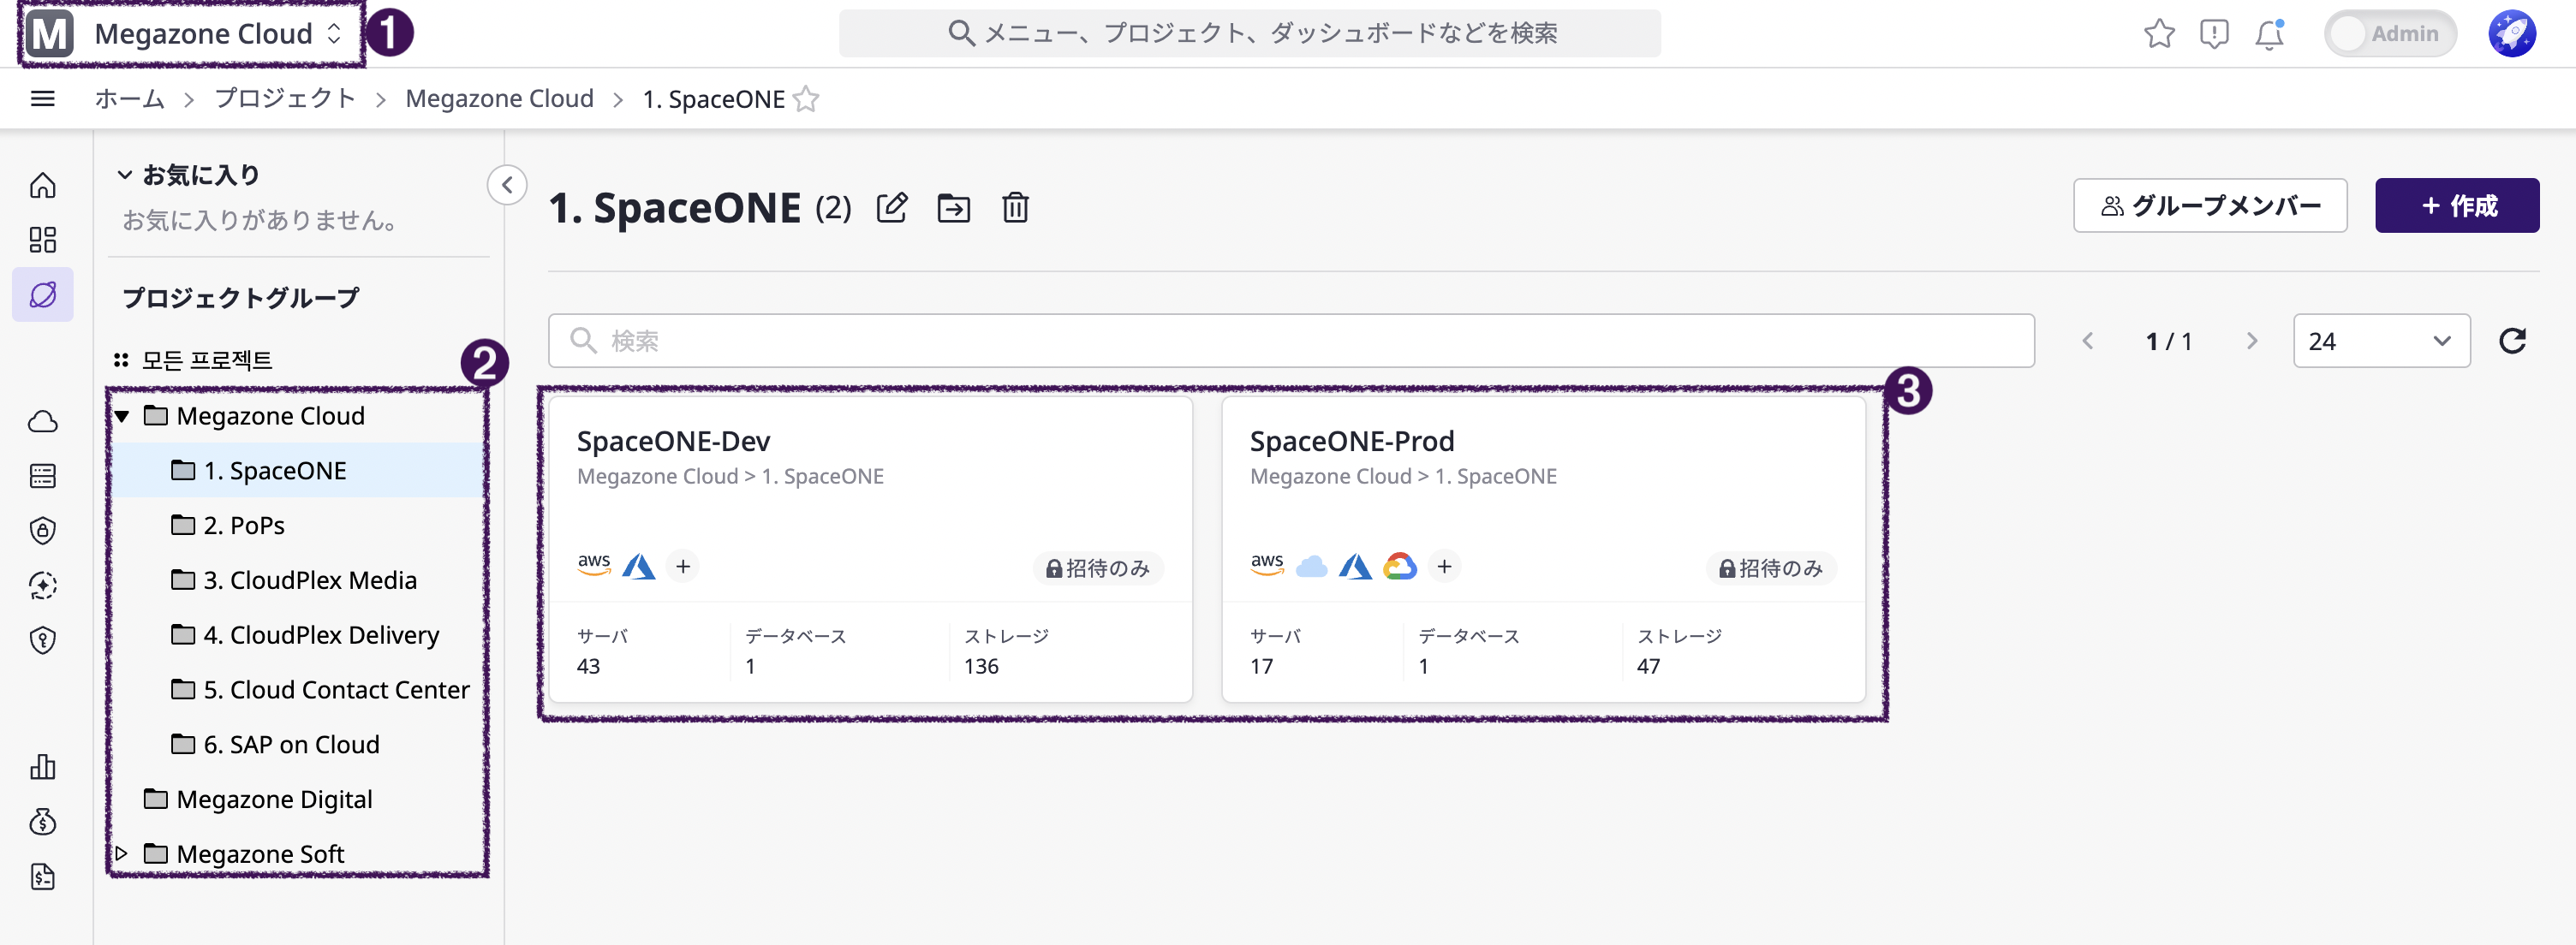 M Megazone Cloud 1
メニュー、プロジェクト、ダッシュボードなどを検索
Admin
ホーム > プロジェクト > Megazone Cloud > 1. SpaceONE
お気に入り
お気に入りがありません。
プロジェクトグループ
모든 프로젝트
2
Megazone Cloud
1. SpaceONE
2. PoPs
3. CloudPlex Media
4. CloudPlex Delivery
5. Cloud Contact Center
6. SAP on Cloud
Megazone Digital
Megazone Soft
1. SpaceONE (2)
グループメンバー
+ 作成
検索
1 / 1
24
3
SpaceONE-Dev
Megazone Cloud > 1. SpaceONE
aws
+
招待のみ
サーバ データベース ストレージ
43 1 136
SpaceONE-Prod
Megazone Cloud > 1. SpaceONE
aws
+
招待のみ
サーバ データベース ストレージ
17 1 47